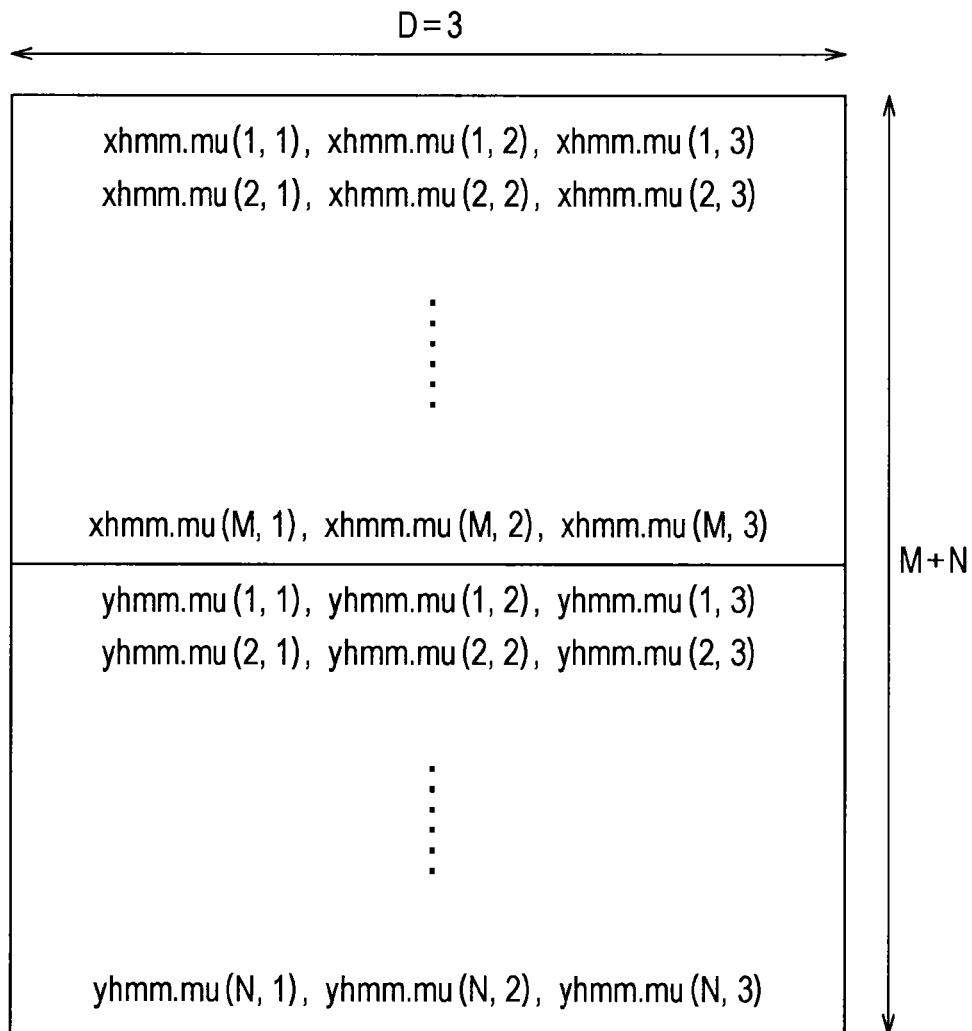 D=3
xhmm.mu(1, 1), xhmm.mu(1, 2), xhmm.mu(1, 3)
xhmm.mu(2, 1), xhmm.mu(2, 2), xhmm.mu(2, 3)
xhmm.mu(M, 1), xhmm.mu(M, 2), xhmm.mu(M, 3)
M+N
yhmm.mu(1, 1), yhmm.mu(1, 2), yhmm.mu(1, 3)
yhmm.mu(2, 1), yhmm.mu(2, 2), yhmm.mu(2, 3)
yhmm.mu(N, 1), yhmm.mu(N, 2), yhmm.mu(N, 3)